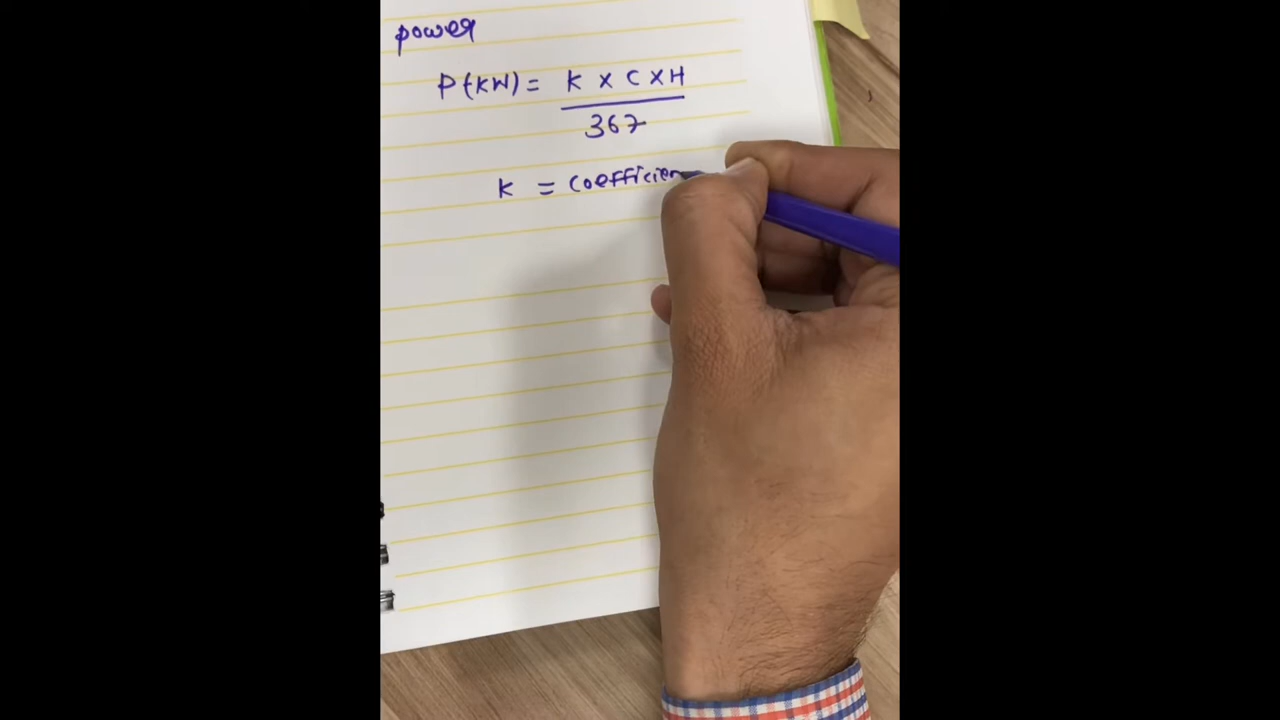 power
P(KW) = K X C X H
367
K = Coefficien